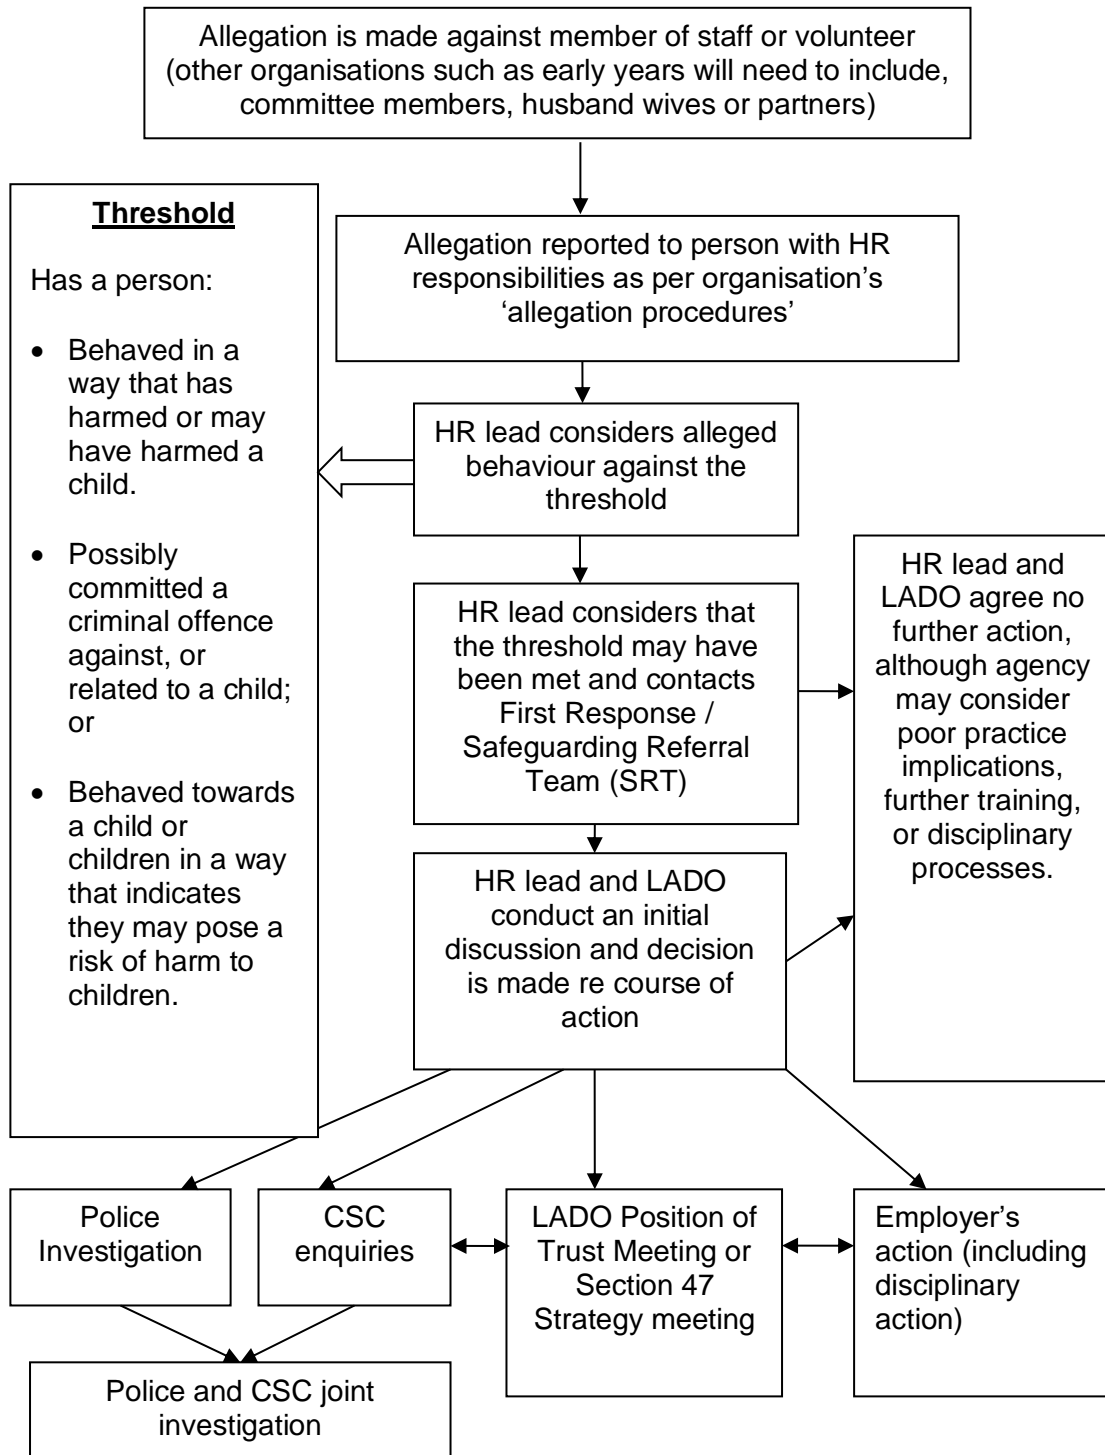 Allegation is made against member of staff or volunteer
(other organisations such as early years will need to include,
committee members, husband wives or partners)
Threshold
Has a person:
• Behaved in a
way that has
harmed or may
have harmed a
child.
• Possibly
committed a
criminal offence
against, or
related to a child;
or
• Behaved towards
a child or
children in a way
that indicates
they may pose a
risk of harm to
children.
Allegation reported to person with HR
responsibilities as per organisation’s
‘allegation procedures’
HR lead considers alleged
behaviour against the
threshold
HR lead considers that
the threshold may have
been met and contacts
First Response /
Safeguarding Referral
Team (SRT)
HR lead and
LADO agree no
further action,
although agency
may consider
poor practice
implications,
further training,
or disciplinary
processes.
HR lead and LADO
conduct an initial
discussion and decision
is made re course of
action
Police
Investigation
CSC
enquiries
LADO Position of
Trust Meeting or
Section 47
Strategy meeting
Employer’s
action (including
disciplinary
action)
Police and CSC joint
investigation